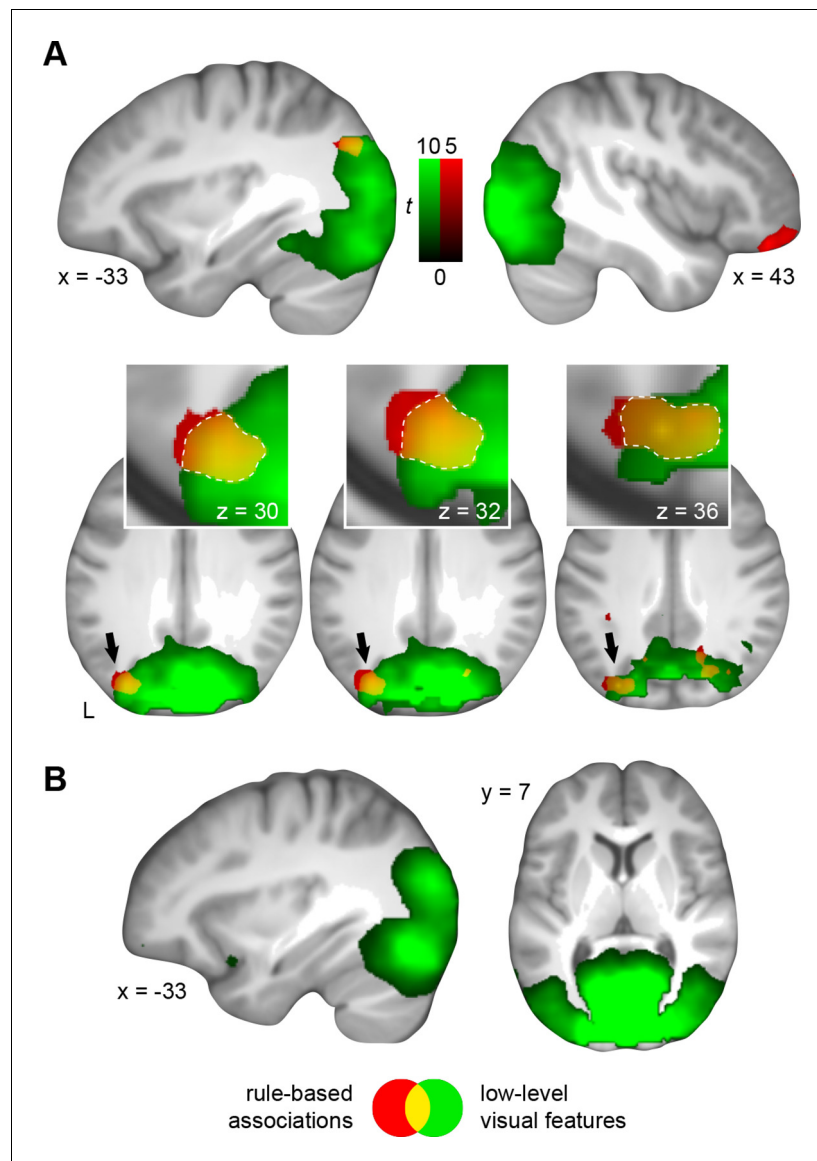 A
10 5
t
0
x = -33
x = 43
z = 30
z = 32
z = 36
L
B
y = 7
x = -33
rule-based
associations
low-level
visual features